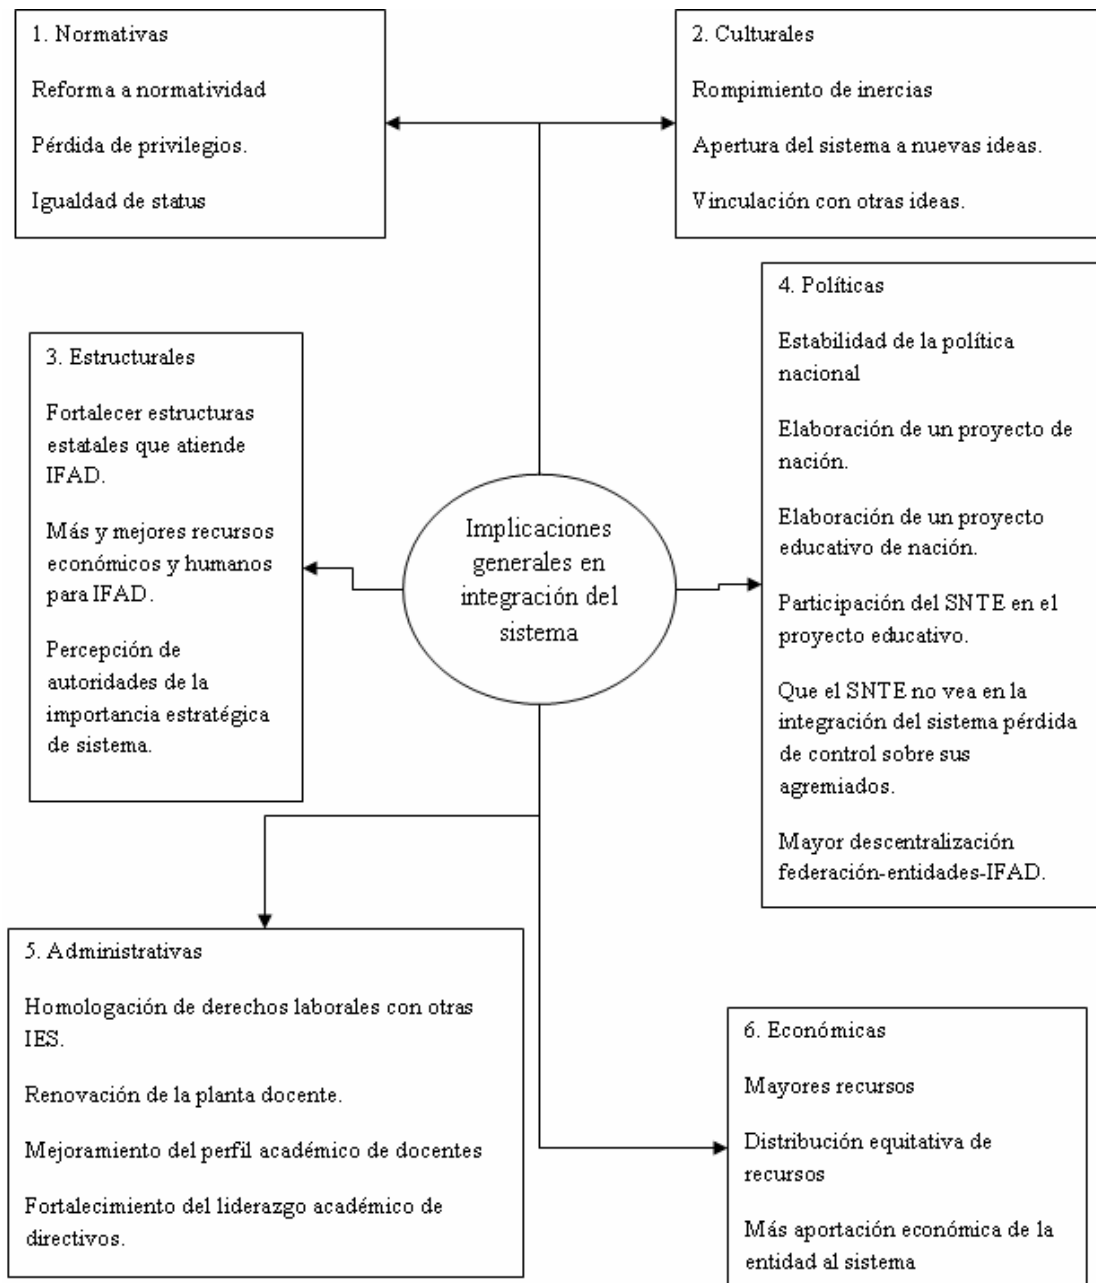 1. Normativas
Reforma a normatividad
Pérdida de privilegios.
Igualdad de status
2. Culturales
Rompimiento de inercias
Apertura del sistema a nuevas ideas.
Vinculación con otras ideas.
3. Estructurales
Fortalecer estructuras
estatales que atiende
IFAD.
Más y mejores recursos
económicos y humanos
para IFAD.
Percepción de
autoridades de la
importancia estratégica
de sistema.
4. Políticas
Estabilidad de la política
nacional
Elaboración de un proyecto de
nación.
Elaboración de un proyecto
educativo de nación.
Participación del SNTE en el
proyecto educativo.
Que el SNTE no vea en la
integración del sistema pérdida
de control sobre sus
agremiados.
Mayor descentralización
federación-entidades-IFAD.
Implicaciones
generales en
integración del
sistema
5. Administrativas
Homologación de derechos laborales con otras
IES.
Renovación de la planta docente.
Mejoramiento del perfil académico de docentes
Fortalecimiento del liderazgo académico de
directivos.
6. Económicas
Mayores recursos
Distribución equitativa de
recursos
Más aportación económica de la
entidad al sistema